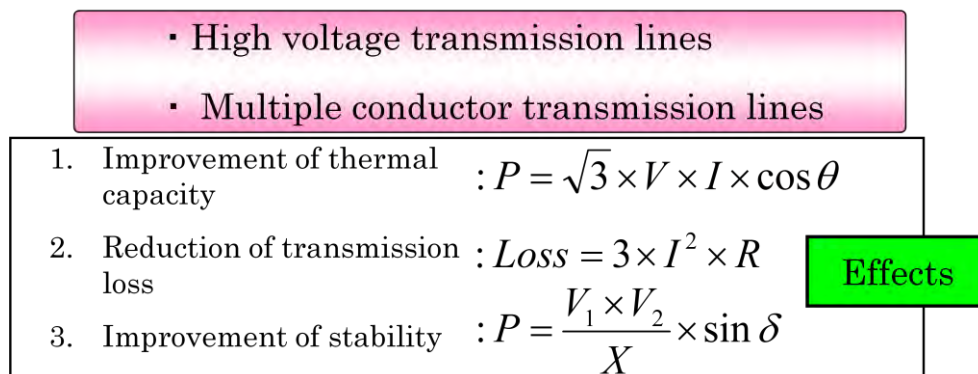 ・High voltage transmission lines
・ Multiple conductor transmission lines
1. Improvement of thermal capacity : P = √3 × V × I × cos θ
2. Reduction of transmission loss : Loss = 3 × I² × R
Effects
3. Improvement of stability : P = (V₁ × V₂) / X × sin δ